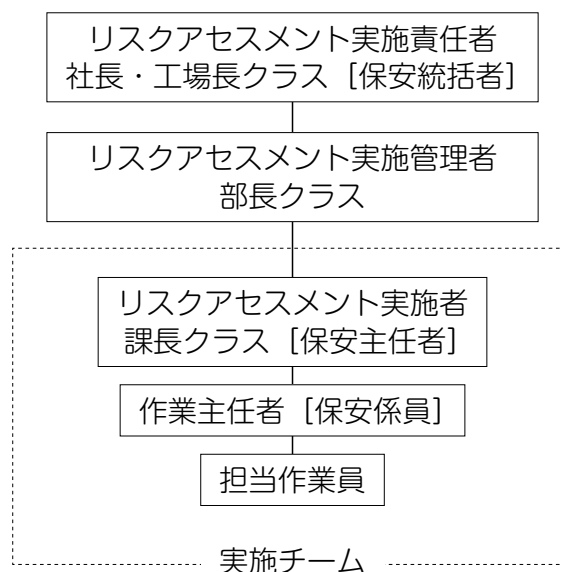 リスクアセスメント実施責任者
社長・工場長クラス [保安統括者]
リスクアセスメント実施管理者
部長クラス
リスクアセスメント実施者
課長クラス [保安主任者]
作業主任者 [保安係員]
担当作業員
実施チーム